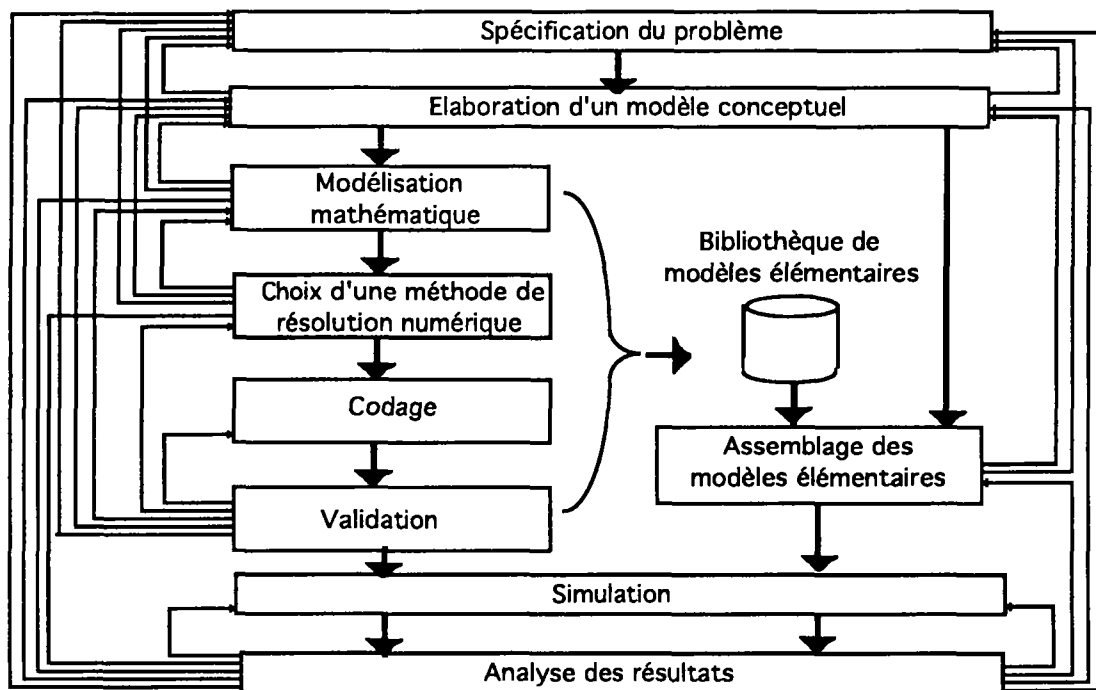 Spécification du problème
Elaboration d'un modèle conceptuel
Modélisation
mathématique
Bibliothèque de
modèles élémentaires
Choix d'une méthode de
résolution numérique
Codage
Assemblage des
modèles élémentaires
Validation
Simulation
Analyse des résultats